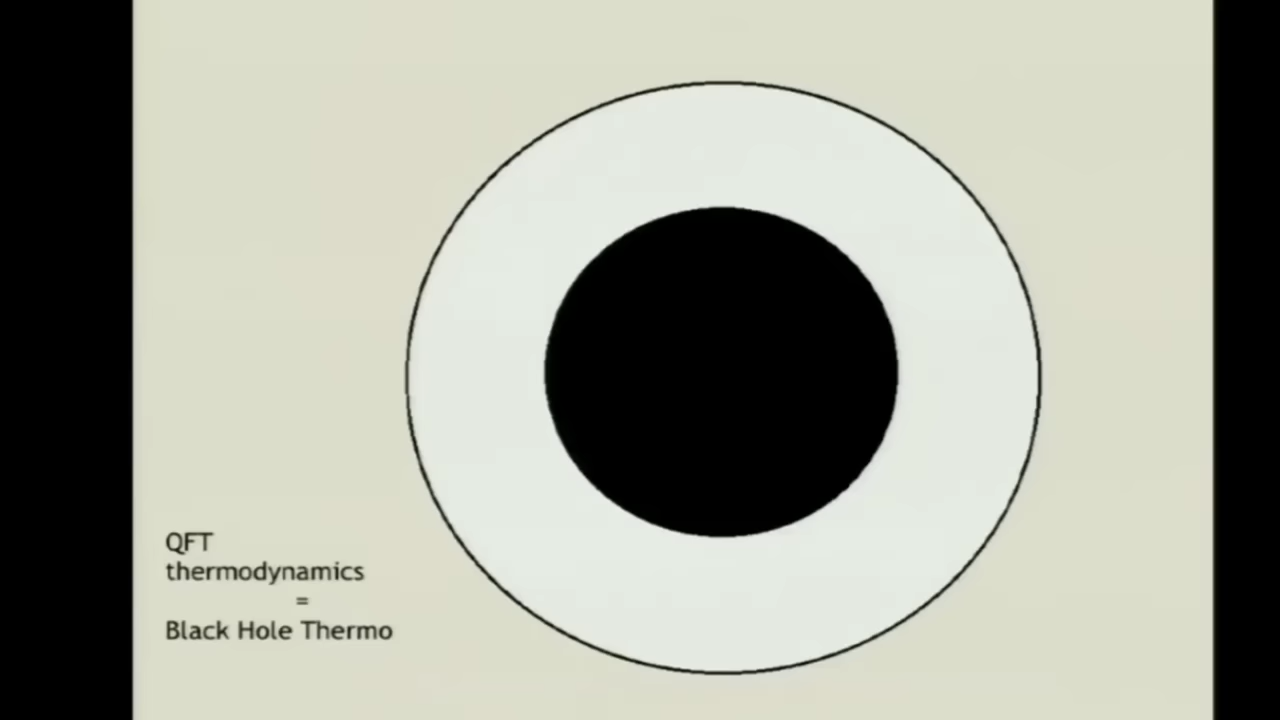 QFT
thermodynamics
=
Black Hole Thermo